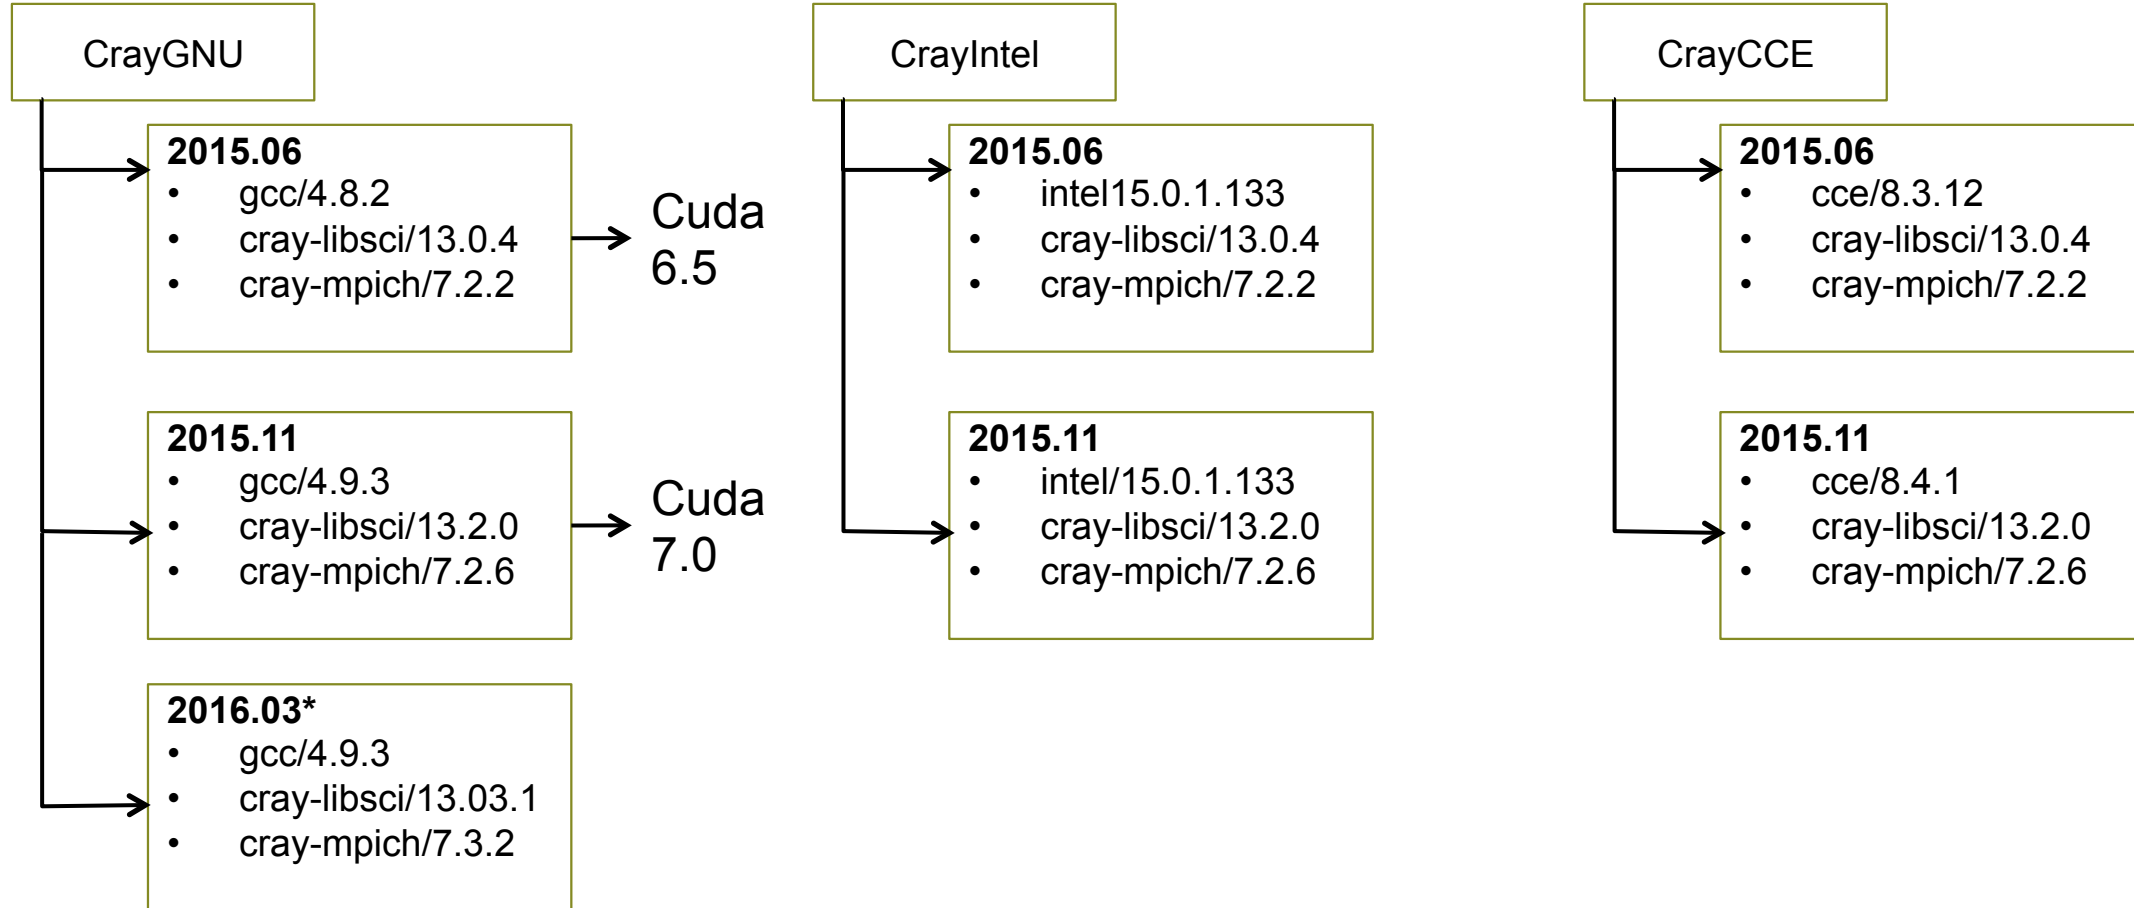 CrayGNU
2015.06
• gcc/4.8.2
• cray-libsci/13.0.4
• cray-mpich/7.2.2
Cuda
6.5
2015.11
• gcc/4.9.3
• cray-libsci/13.2.0
• cray-mpich/7.2.6
Cuda
7.0
2016.03*
• gcc/4.9.3
• cray-libsci/13.03.1
• cray-mpich/7.3.2
CrayIntel
2015.06
• intel15.0.1.133
• cray-libsci/13.0.4
• cray-mpich/7.2.2
2015.11
• intel/15.0.1.133
• cray-libsci/13.2.0
• cray-mpich/7.2.6
CrayCCE
2015.06
• cce/8.3.12
• cray-libsci/13.0.4
• cray-mpich/7.2.2
2015.11
• cce/8.4.1
• cray-libsci/13.2.0
• cray-mpich/7.2.6